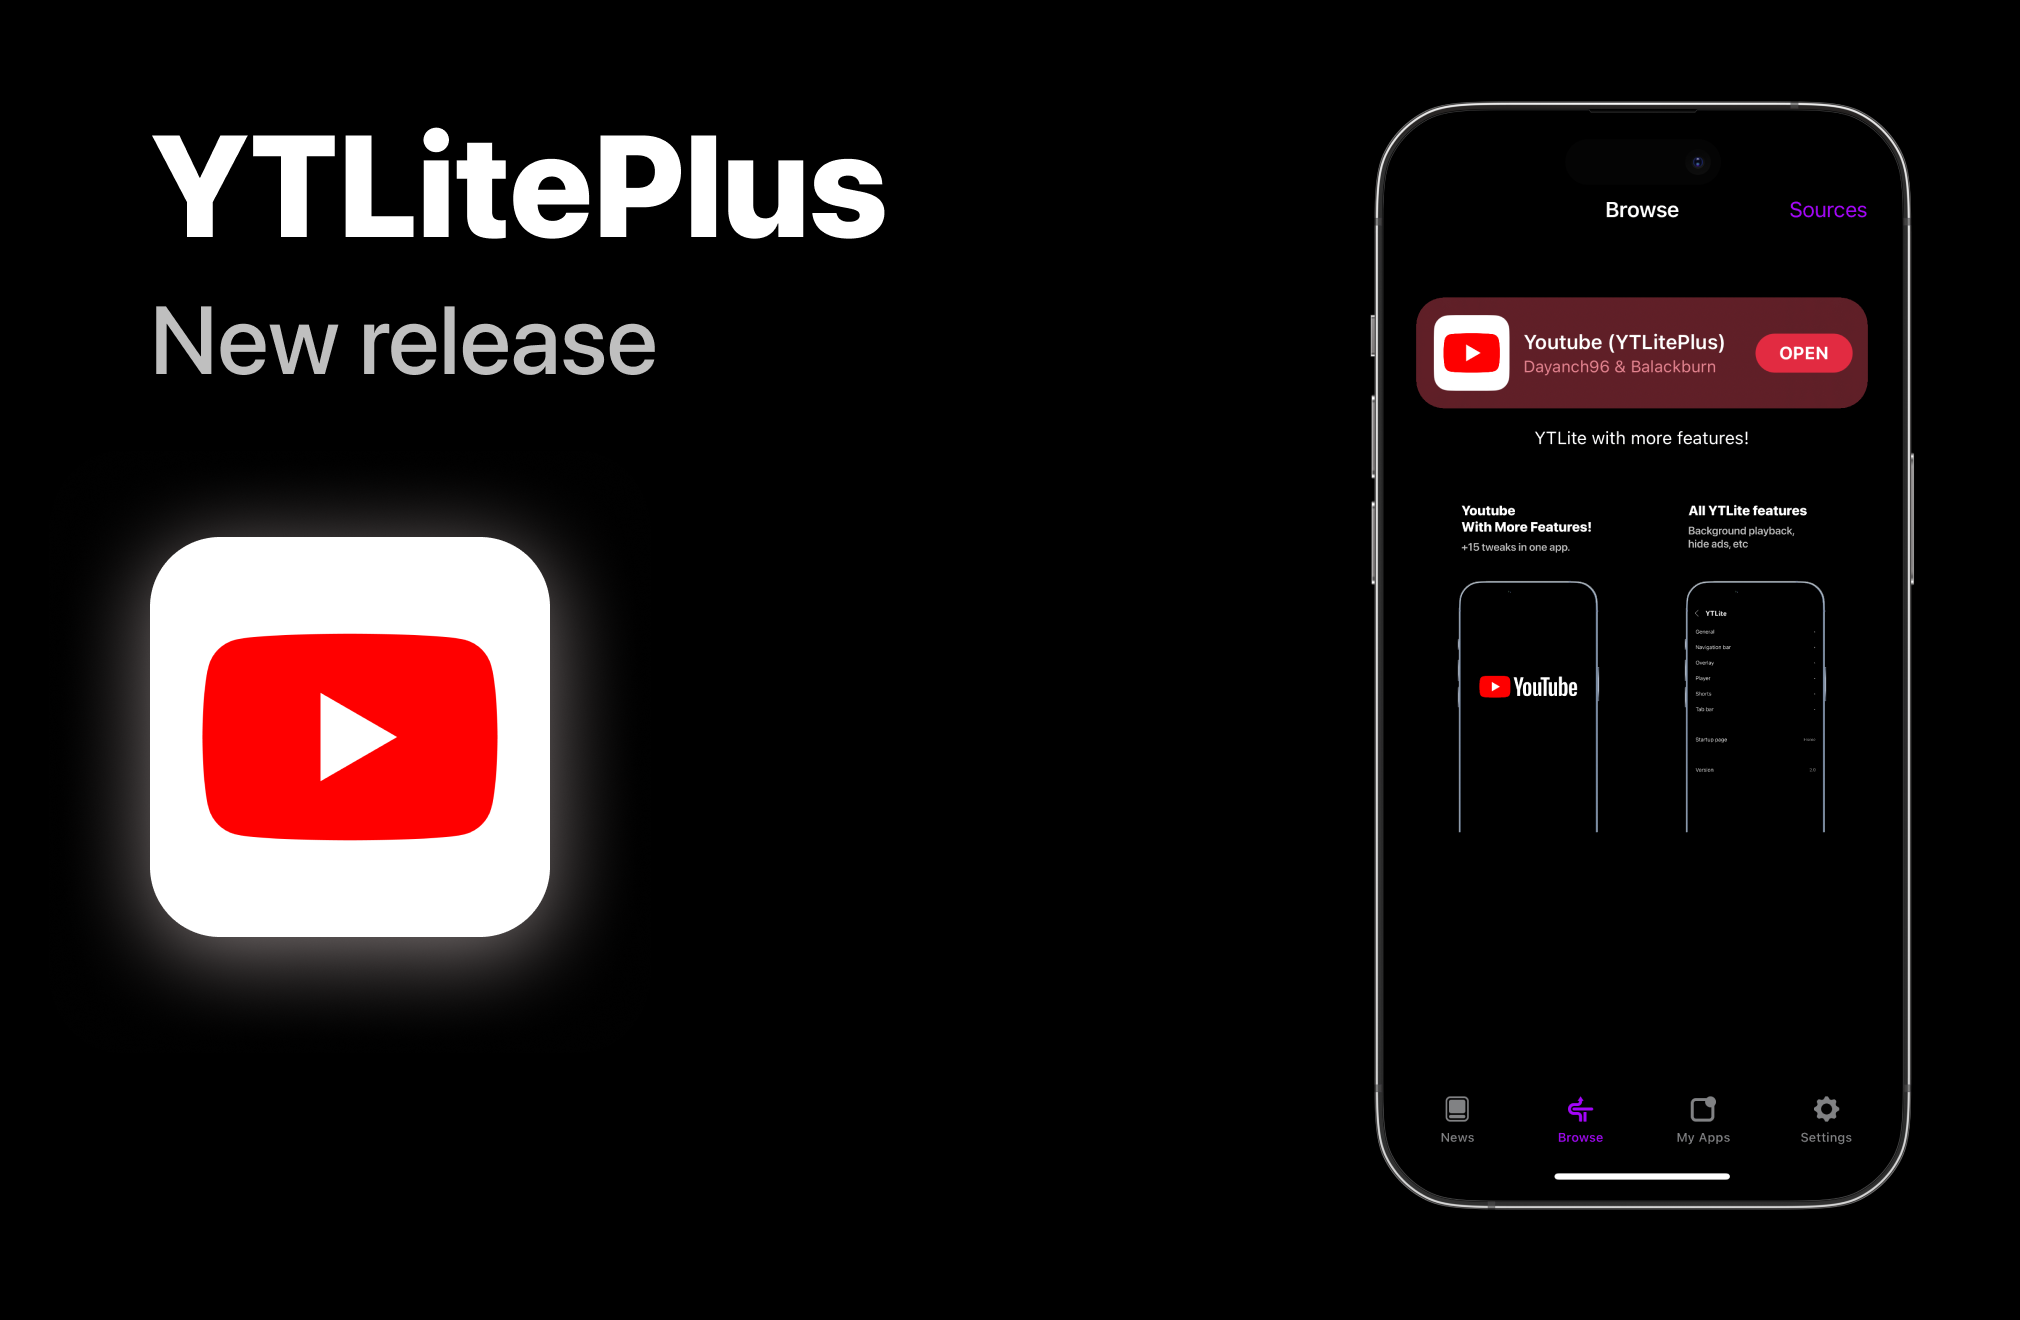 YTLitePlus
New release
Browse
Sources
Youtube (YTLitePlus)
Dayanch96 & Balackburn
OPEN
YTLite with more features!
Youtube
With More Features!
+15 tweaks in one app.
YouTube
All YTLite features
Background playback,
hide ads, etc
YTLite
General
Navigation bar
Overlay
Player
Shorts
Tab bar
Startup page
Version
News
Browse
My Apps
Settings